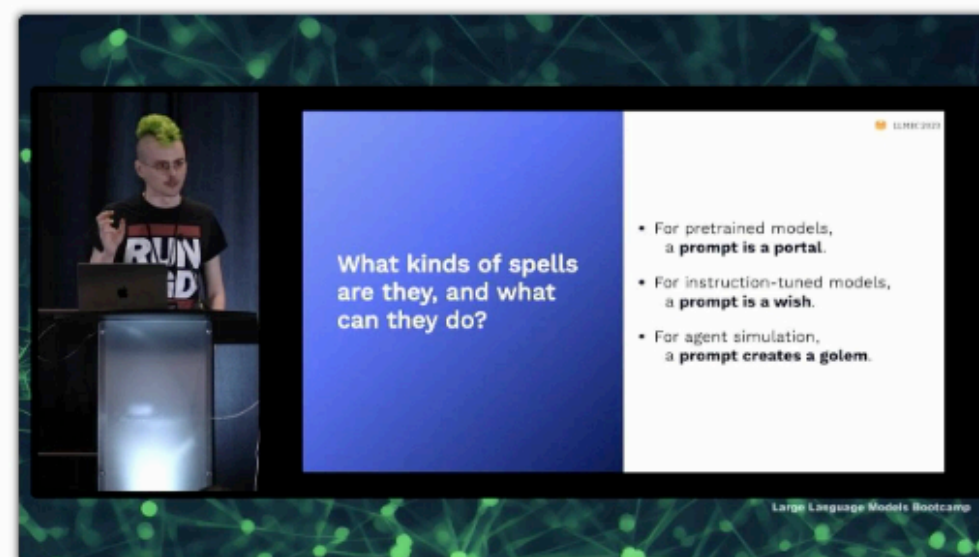 RUN
LLMBC2023
What kinds of spells
are they, and what
can they do?
• For pretrained models,
a prompt is a portal.
• For instruction-tuned models,
a prompt is a wish.
• For agent simulation,
a prompt creates a golem.
Large Language Models Bootcamp